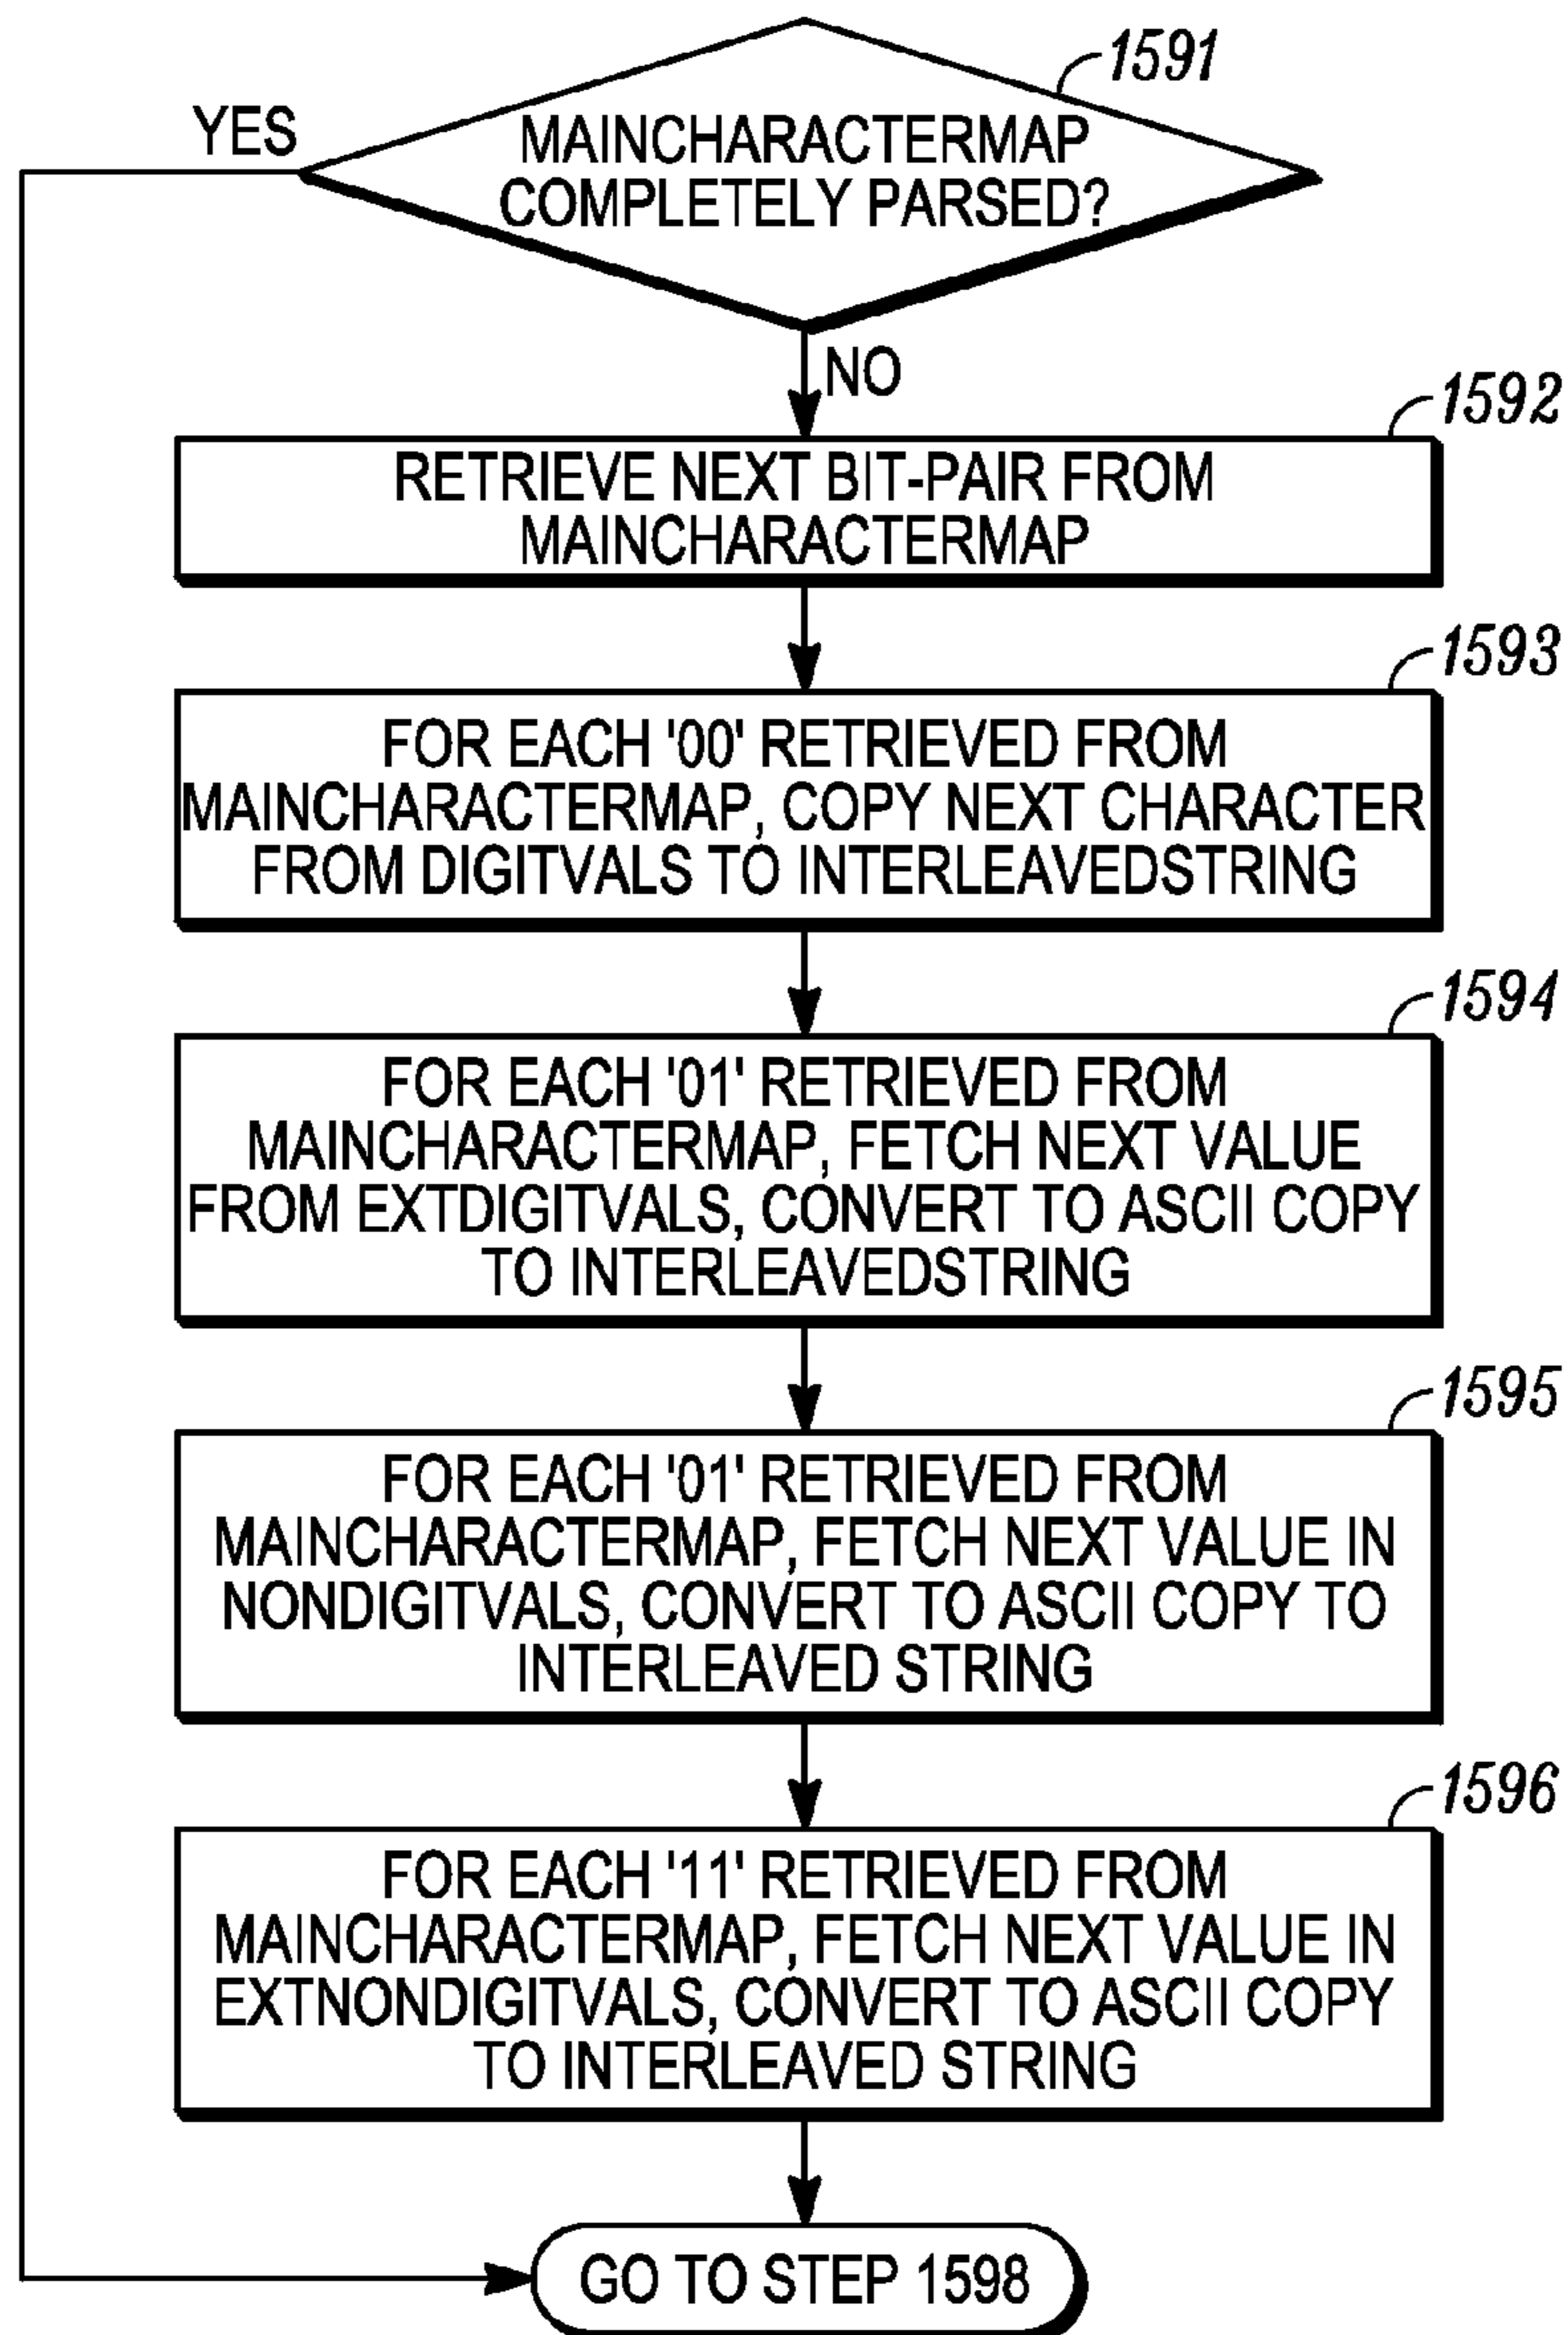 1591
YES
MAINCHARACTERMAP
COMPLETELY PARSED?
NO
1592
RETRIEVE NEXT BIT-PAIR FROM
MAINCHARACTERMAP
1593
FOR EACH '00' RETRIEVED FROM
MAINCHARACTERMAP, COPY NEXT CHARACTER
FROM DIGITVALS TO INTERLEAVEDSTRING
1594
FOR EACH '01' RETRIEVED FROM
MAINCHARACTERMAP, FETCH NEXT VALUE
FROM EXTDIGITVALS, CONVERT TO ASCII COPY
TO INTERLEAVEDSTRING
1595
FOR EACH '01' RETRIEVED FROM
MAINCHARACTERMAP, FETCH NEXT VALUE IN
NONDIGITVALS, CONVERT TO ASCII COPY TO
INTERLEAVED STRING
1596
FOR EACH '11' RETRIEVED FROM
MAINCHARACTERMAP, FETCH NEXT VALUE IN
EXTNONDIGITVALS, CONVERT TO ASCII COPY
TO INTERLEAVED STRING
GO TO STEP 1598